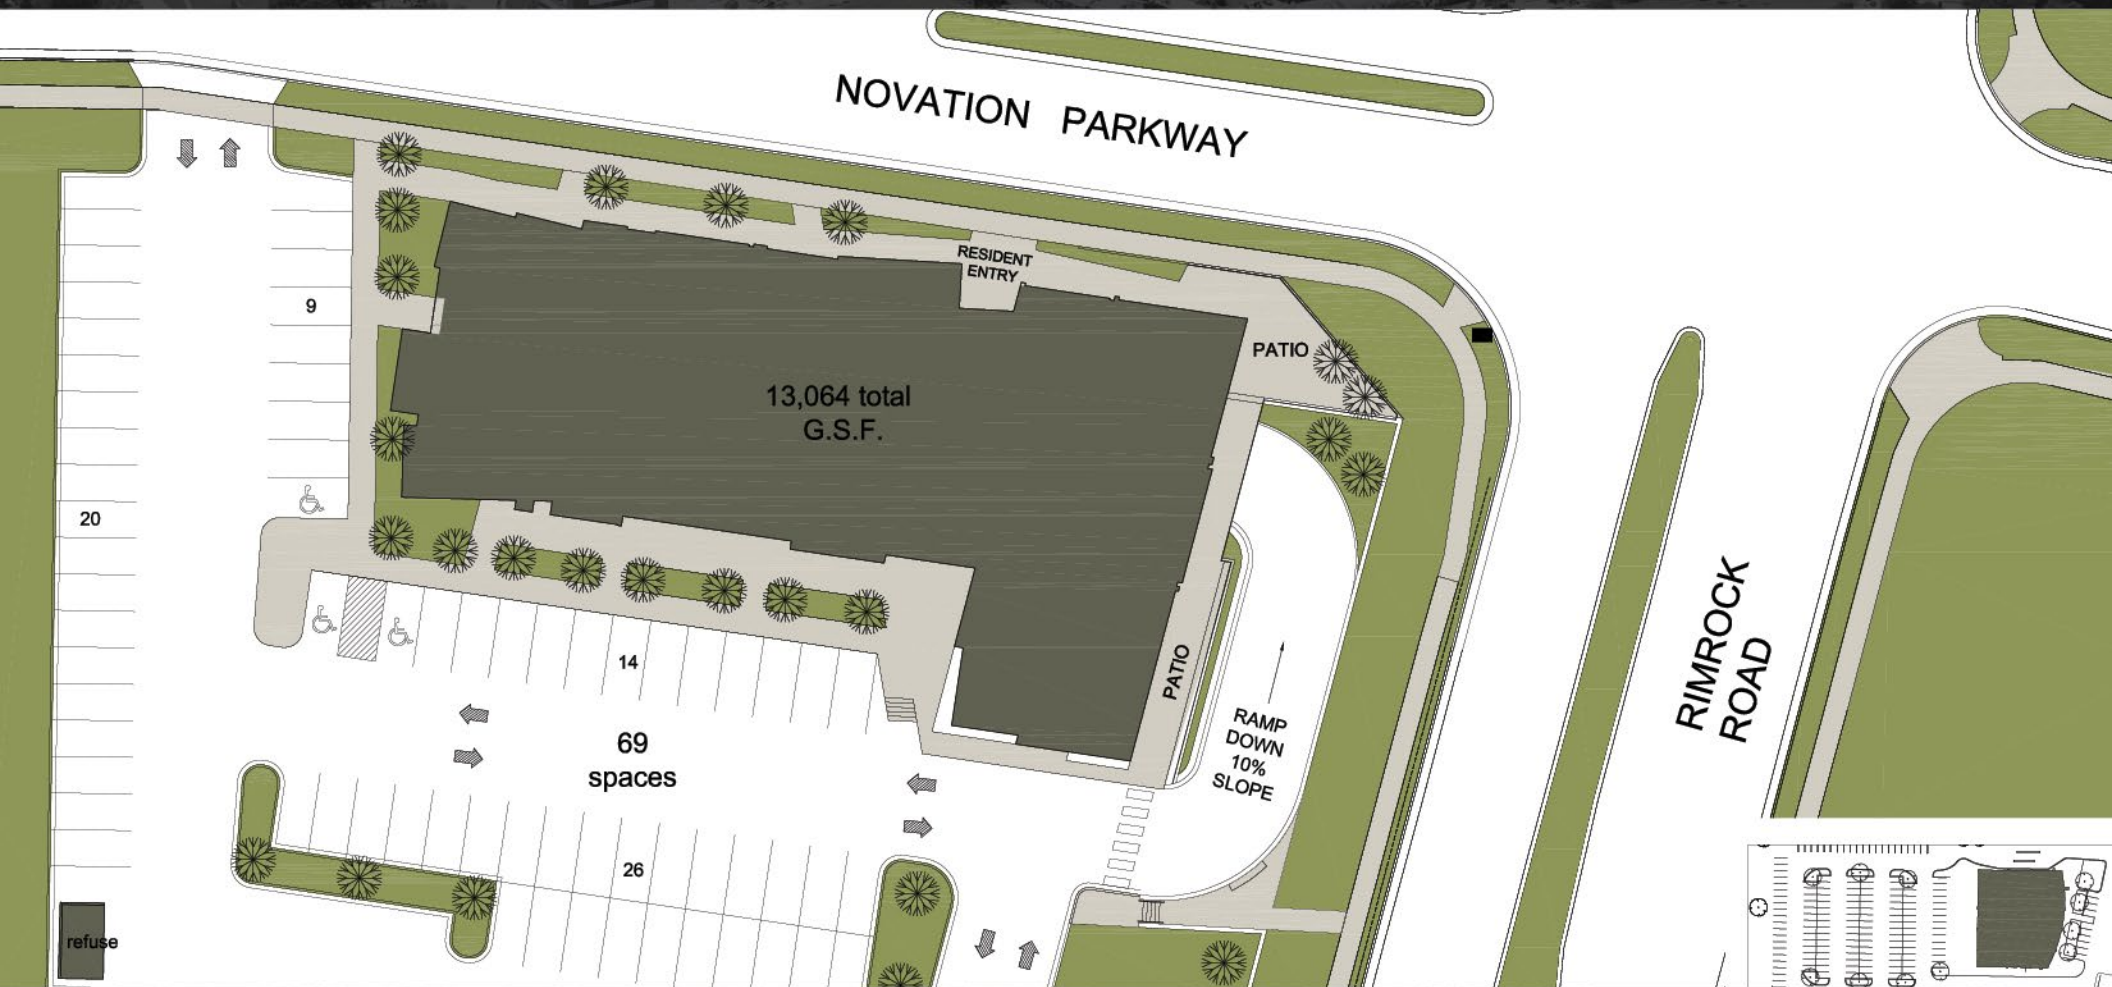 NOVATION PARKWAY
RESIDENT
ENTRY
9
PATIO
13,064 total
G.S.F.
20
14
PATIO
RIMROCK
ROAD
69
spaces
RAMP
DOWN
10%
SLOPE
26
refuse